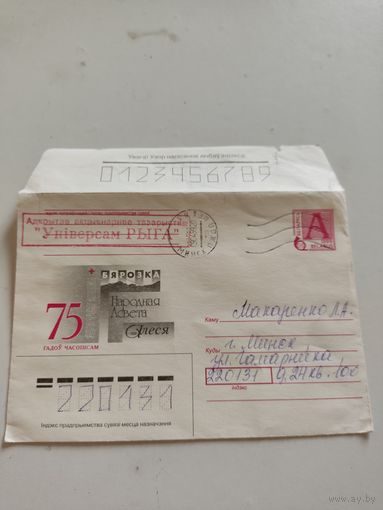 0123456789
Адкрытае акцыянернае таварыства
"Універсам РЫГА"
А
БЯРОЗКА
Народная
Асвета
Алеся
75
ГАДОЎ ЧАСОПІСАМ
Каму Макаренко Л.А.
Куды г. Минск
ул. Гамарника
220131 д. 24 кв. 100
Індэкс
220131
Індэкс прадпрыемства сувязі месца назначэння